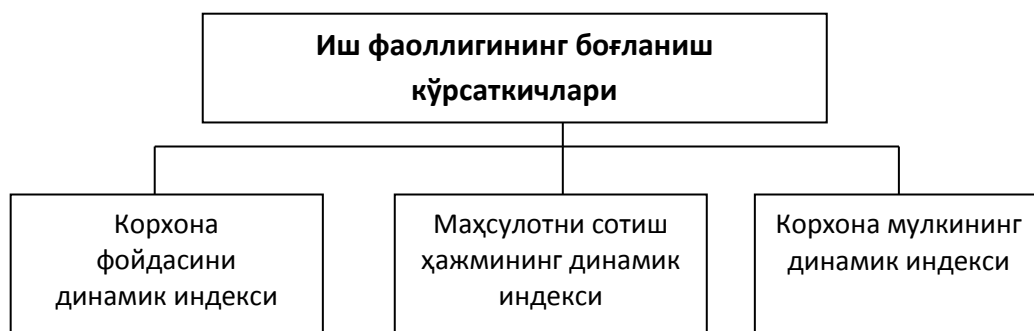 Иш фаоллигининг боғланиш
кўрсаткичлари
Корхона
фойдасини
динамик индекси
Маҳсулотни сотиш
ҳажмининг динамик
индекси
Корхона мулкининг
динамик индекси